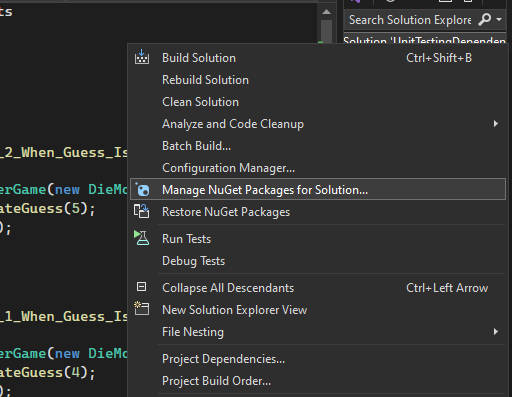 ts
Search Solution Explore
Solution 'UnitTestingDependen
Build Solution Ctrl+Shift+B
Rebuild Solution
Clean Solution
Analyze and Code Cleanup
Batch Build...
Configuration Manager...
Manage NuGet Packages for Solution...
Restore NuGet Packages
Run Tests
Debug Tests
Collapse All Descendants Ctrl+Left Arrow
New Solution Explorer View
File Nesting
Project Dependencies...
Project Build Order...
_2_When_Guess_Is
erGame(new DieMo
ateGuess(5);
);
_1_When_Guess_Is
erGame(new DieMo
ateGuess(4);
);